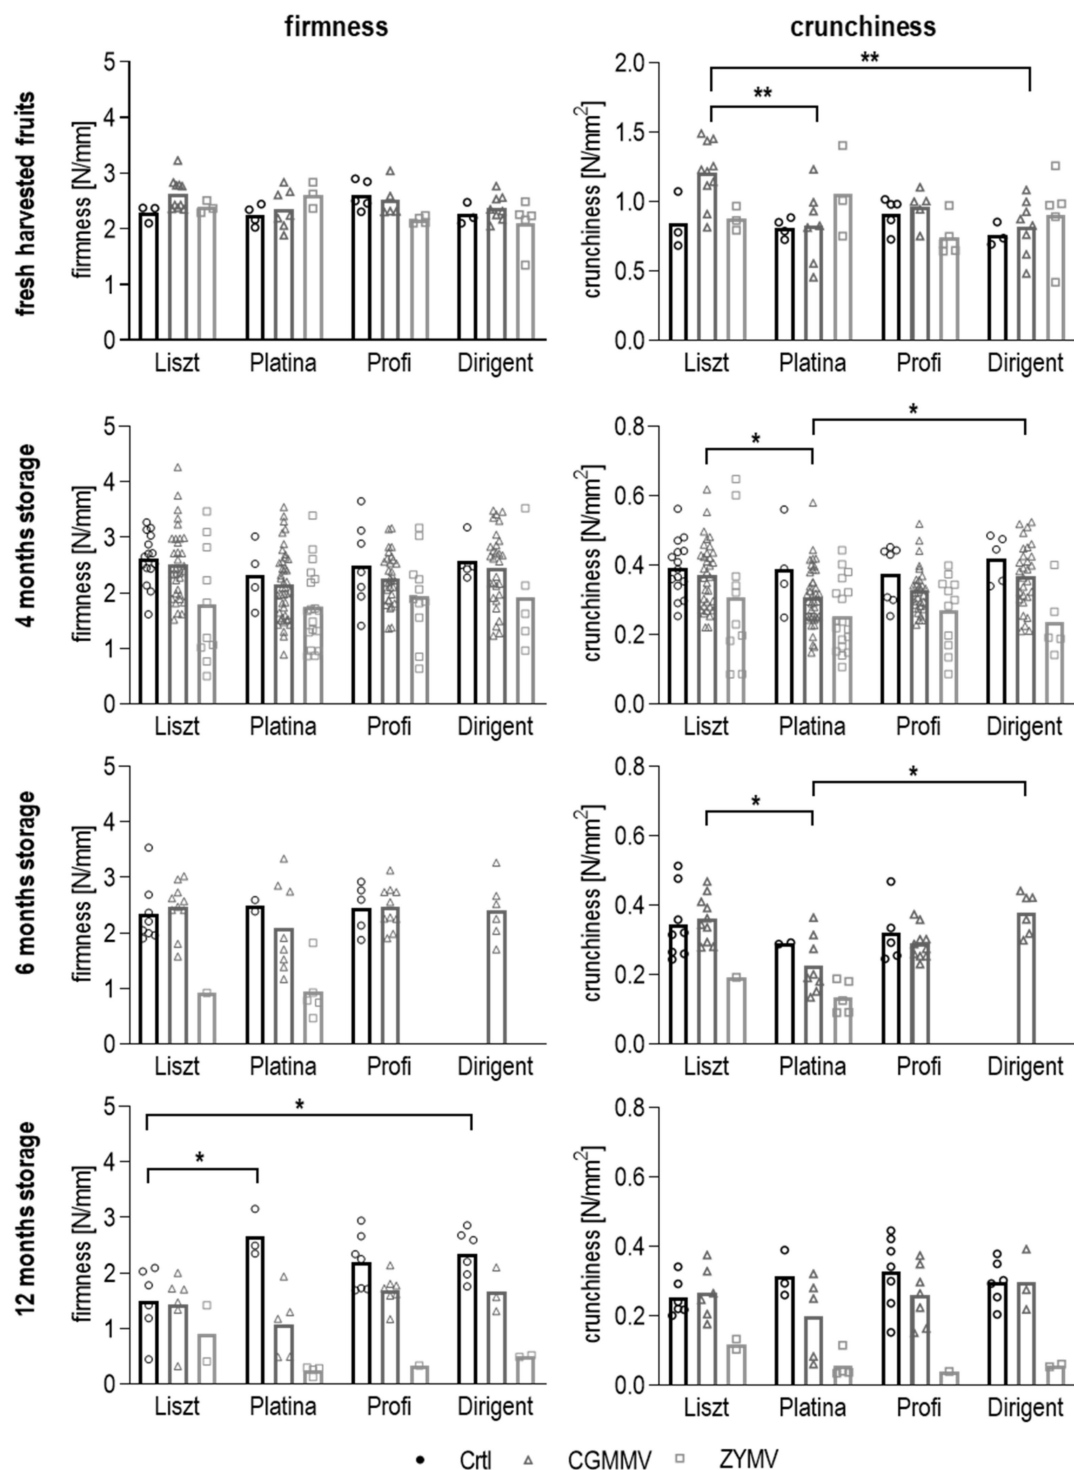 firmness
crunchiness
fresh harvested fruits
firmness [N/mm]
5
4
3
2
1
0
Liszt Platina Profi Dirigent
crunchiness [N/mm²]
2.0
1.5
1.0
0.5
0.0
**
**
Liszt Platina Profi Dirigent
4 months storage
firmness [N/mm]
5
4
3
2
1
0
Liszt Platina Profi Dirigent
crunchiness [N/mm²]
0.8
0.6
0.4
0.2
0.0
*
*
Liszt Platina Profi Dirigent
6 months storage
firmness [N/mm]
5
4
3
2
1
0
Liszt Platina Profi Dirigent
crunchiness [N/mm²]
0.8
0.6
0.4
0.2
0.0
*
*
Liszt Platina Profi Dirigent
12 months storage
firmness [N/mm]
5
4
3
2
1
0
*
*
Liszt Platina Profi Dirigent
crunchiness [N/mm²]
0.8
0.6
0.4
0.2
0.0
Liszt Platina Profi Dirigent
Crtl CGMMV ZYMV